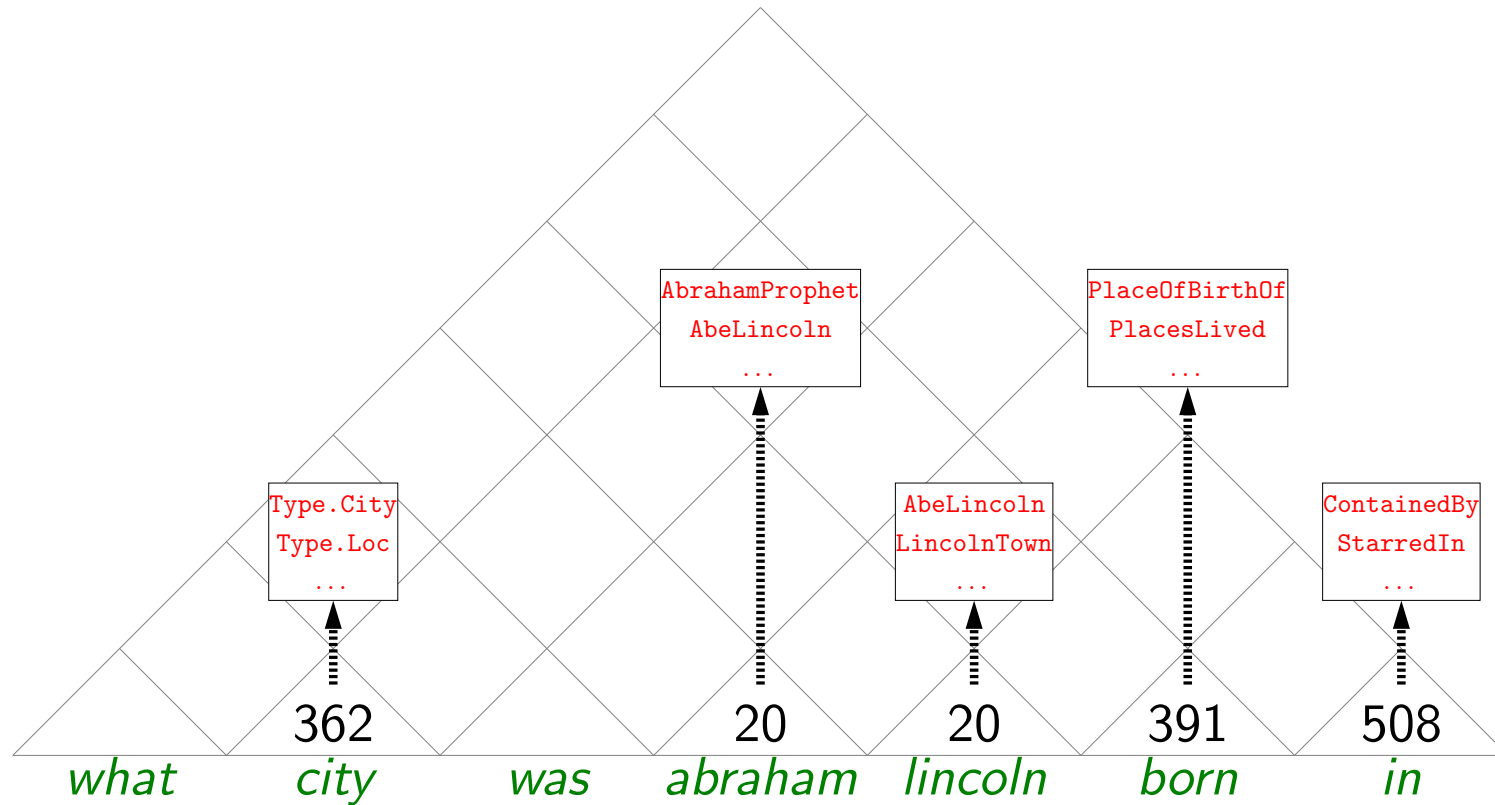 AbrahamProphet
AbeLincoln
...
PlaceOfBirthOf
PlacesLived
...
Type.City
Type.Loc
...
AbeLincoln
LincolnTown
...
ContainedBy
StarredIn
...
362 20 20 391 508
what city was abraham lincoln born in